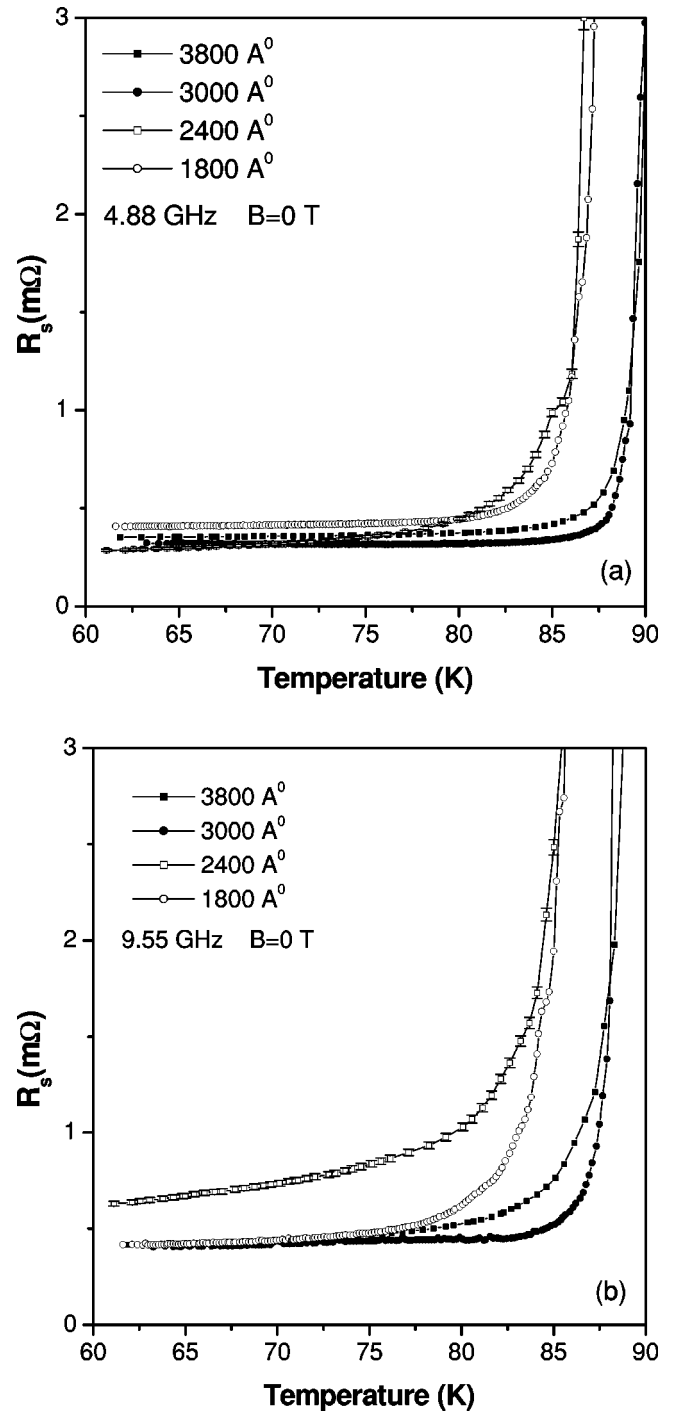 3
3800 A⁰
3000 A⁰
2400 A⁰
1800 A⁰
4.88 GHz B=0 T
2
Rₛ(mΩ)
1
(a)
0
60 65 70 75 80 85 90
Temperature (K)
3
3800 A⁰
3000 A⁰
2400 A⁰
1800 A⁰
9.55 GHz B=0 T
2
Rₛ(mΩ)
1
(b)
0
60 65 70 75 80 85 90
Temperature (K)